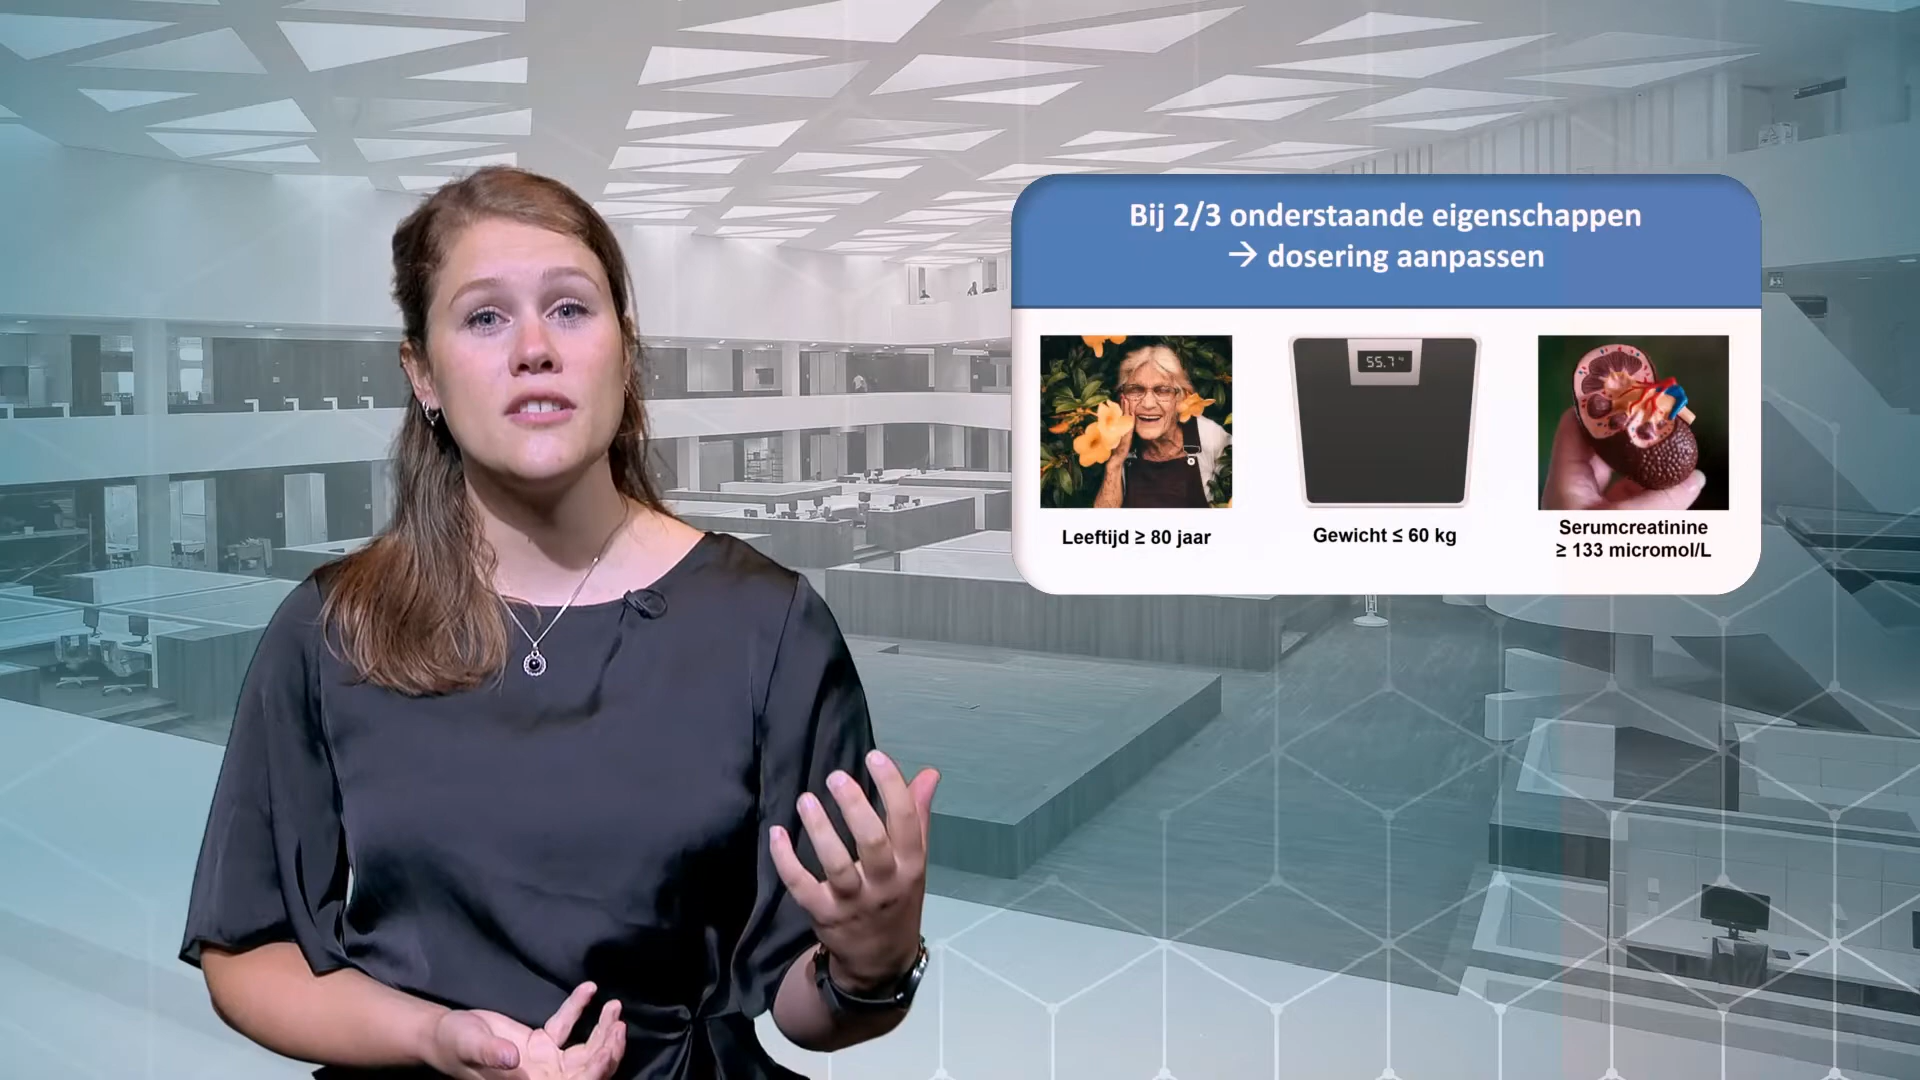 Bij 2/3 onderstaande eigenschappen
→ dosering aanpassen
55.7
Leeftijd ≥ 80 jaar
Gewicht ≤ 60 kg
Serumcreatinine
≥ 133 micromol/L